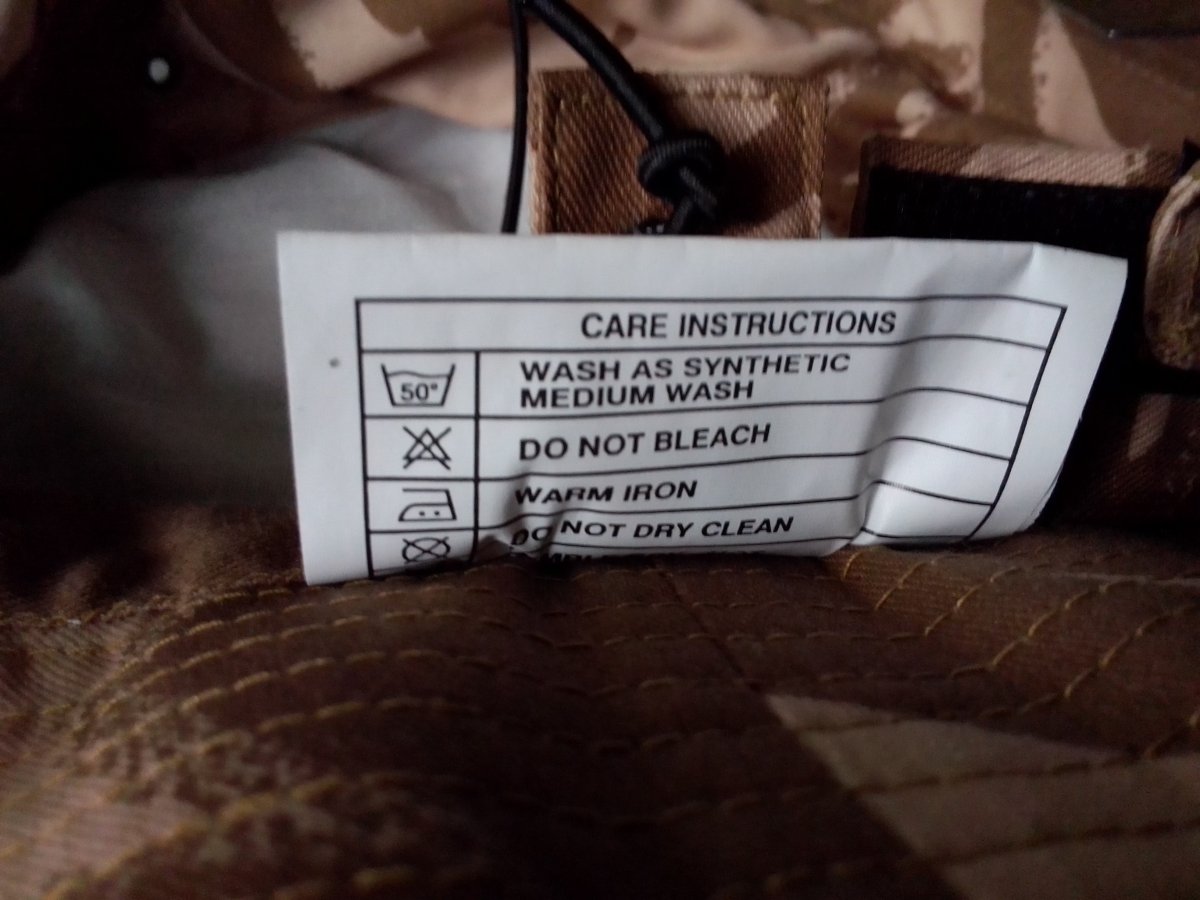 CARE INSTRUCTIONS
50°
WASH AS SYNTHETIC
MEDIUM WASH
DO NOT BLEACH
WARM IRON
DO NOT DRY CLEAN